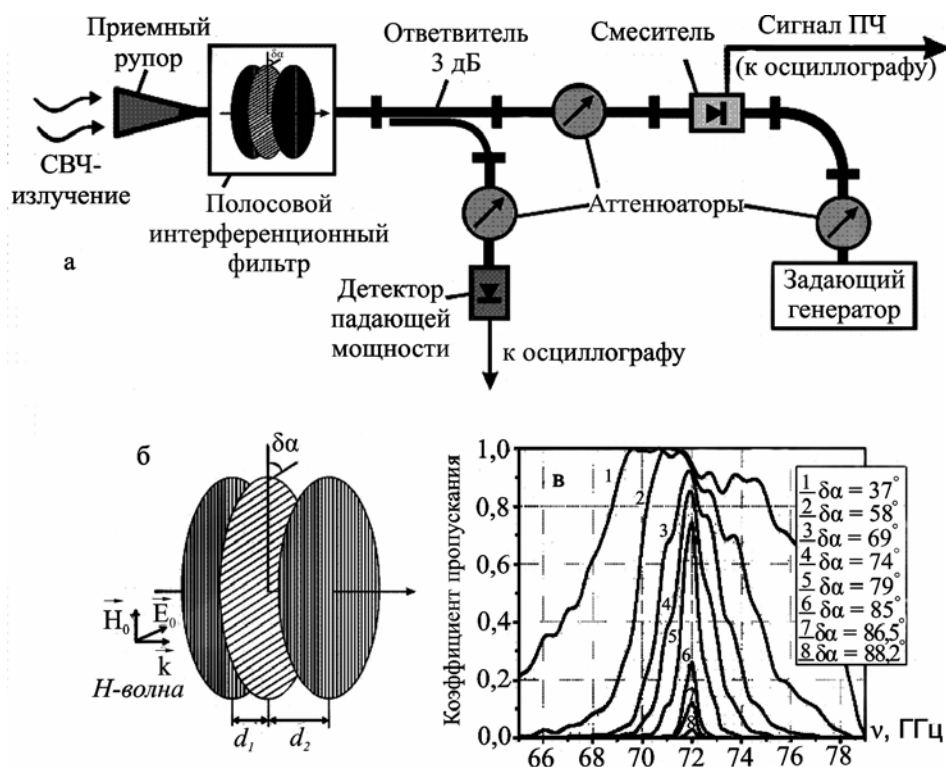 Приемный
рупор
δα
Ответвитель
3 дБ
Смеситель
Сигнал ПЧ
(к осциллографу)
СВЧ-
излучение
Полосовой
интерференционный
фильтр
Аттенюаторы
а
Детектор
падающей
мощности
к осциллографу
Задающий
генератор
б
δα
H₀
E₀
k
Н-волна
d₁
d₂
в
Коэффициент пропускания
1,0
0,8
0,6
0,4
0,2
0,0
66 68 70 72 74 76 78
ν, ГГц
1
2
3
4
5
6
8
1 δα = 37°
2 δα = 58°
3 δα = 69°
4 δα = 74°
5 δα = 79°
6 δα = 85°
7 δα = 86,5°
8 δα = 88,2°